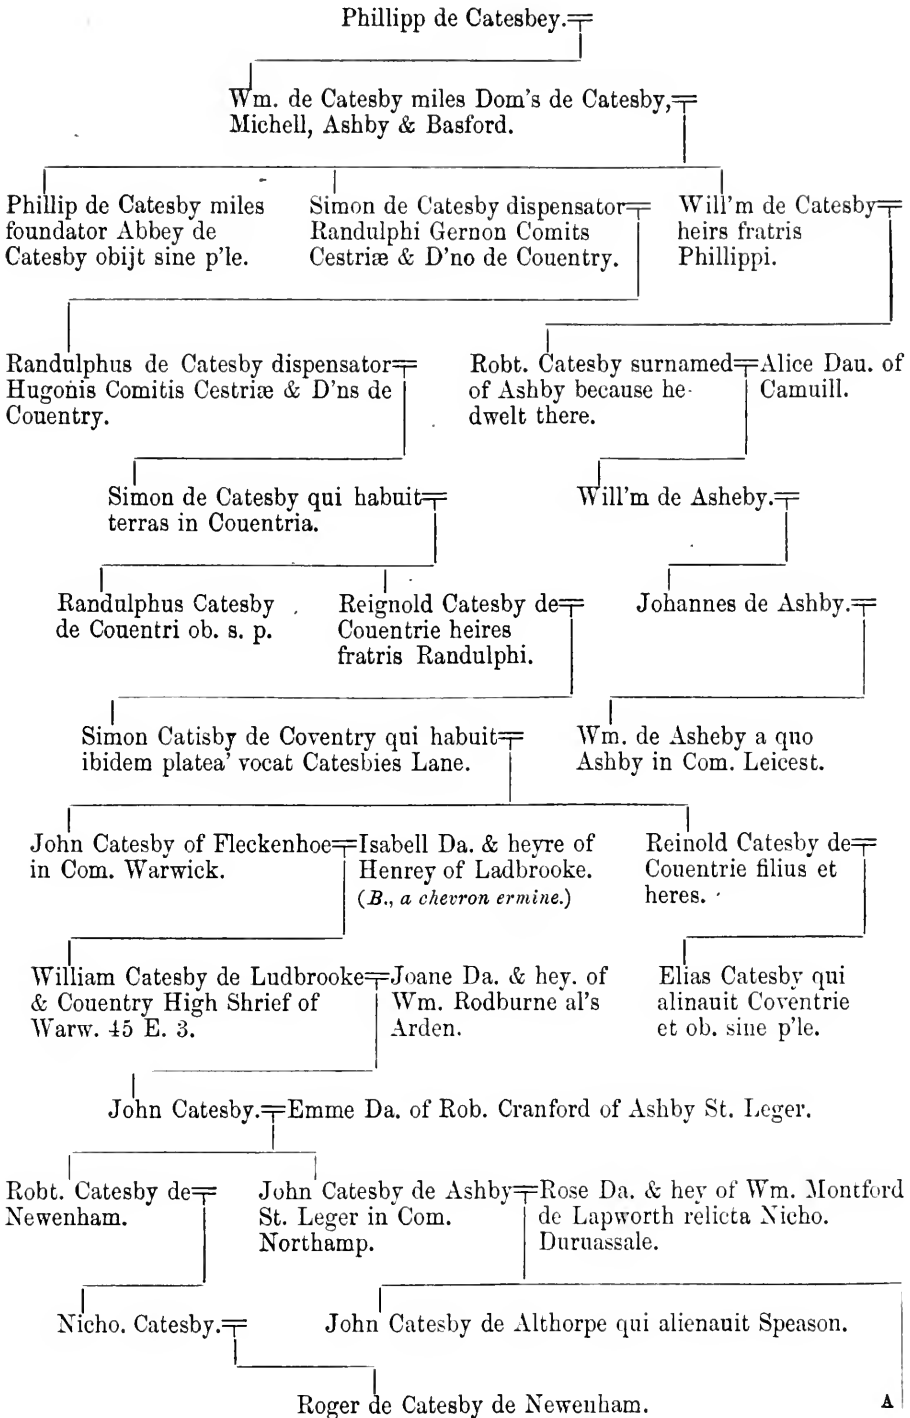 Phillipp de Catesbey.
Wm. de Catesby miles Dom's de Catesby,
Michell, Ashby & Basford.
Phillip de Catesby miles
foundator Abbey de
Catesby obijt sine p'le.
Simon de Catesby dispensator
Randulphi Gernon Comits
Cestriæ & D'no de Couentry.
Will'm de Catesby
heirs fratris
Phillippi.
Randulphus de Catesby dispensator
Hugonis Comitis Cestriæ & D'ns de
Couentry.
Robt. Catesby surnamed
of Ashby because he
dwelt there.
Alice Dau. of
Camuill.
Simon de Catesby qui habuit
terras in Couentria.
Will'm de Asheby.
Randulphus Catesby
de Couentri ob. s. p.
Reignold Catesby de
Couentrie heires
fratris Randulphi.
Johannes de Ashby.
Simon Catisby de Coventry qui habuit
ibidem platea' vocat Catesbies Lane.
Wm. de Asheby a quo
Ashby in Com. Leicest.
John Catesby of Fleckenhoe
in Com. Warwick.
Isabell Da. & heyre of
Henrey of Ladbrooke.
(B., a chevron ermine.)
Reinold Catesby de
Couentrie filius et
heres.
William Catesby de Ludbrooke
& Couentry High Shrief of
Warw. 45 E. 3.
Joane Da. & hey. of
Wm. Rodburne al's
Arden.
Elias Catesby qui
alinauit Coventrie
et ob. sine p'le.
John Catesby.
Emme Da. of Rob. Cranford of Ashby St. Leger.
Robt. Catesby de
Newenham.
John Catesby de Ashby
St. Leger in Com.
Northamp.
Rose Da. & hey of Wm. Montford
de Lapworth relicta Nicho.
Duruassale.
Nicho. Catesby.
John Catesby de Althorpe qui alienauit Speason.
Roger de Catesby de Newenham.
A